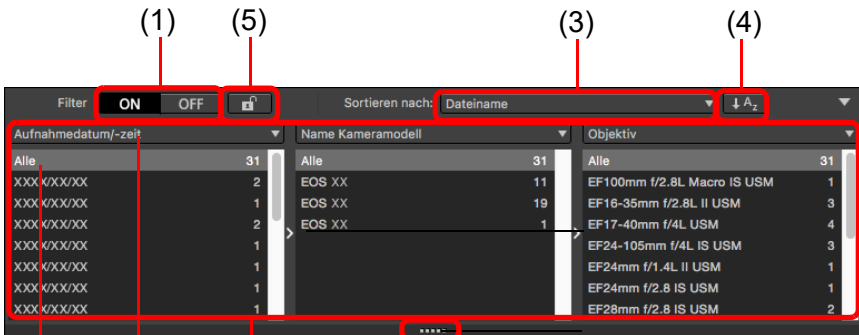 (1) (5) (3) (4)
Filter ON OFF Sortieren nach: Dateiname A z
Aufnahmedatum/-zeit Name Kameramodell Objektiv
Alle 31 Alle 31 Alle 31
XXXX/XX/XX 2 EOS XX 11 EF100mm f/2.8L Macro IS USM 1
XXXX/XX/XX 1 EOS XX 19 EF16-35mm f/2.8L II USM 3
XXXX/XX/XX 2 EOS XX 1 EF17-40mm f/4L USM 4
XXXX/XX/XX 1 EF24-105mm f/4L IS USM 3
XXXX/XX/XX 1 EF24mm f/1.4L II USM 1
XXXX/XX/XX 1 EF24mm f/2.8 IS USM 1
XXXX/XX/XX 1 EF28mm f/2.8 IS USM 2